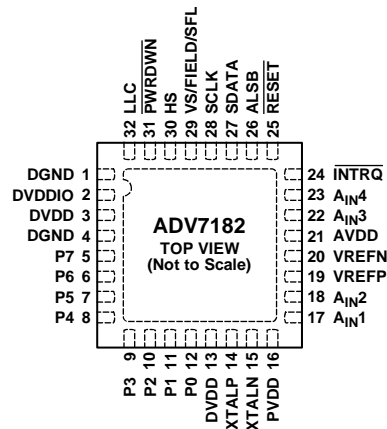 32 LLC
31 PWRDWN
30 HS
29 VS/FIELD/SFL
28 SCLK
27 SDATA
26 ALSB
25 RESET
DGND 1
DVDDIO 2
DVDD 3
DGND 4
P7 5
P6 6
P5 7
P4 8
ADV7182
TOP VIEW
(Not to Scale)
24 INTRQ
23 AIN4
22 AIN3
21 AVDD
20 VREFN
19 VREFP
18 AIN2
17 AIN1
P3 9
P2 10
P1 11
P0 12
DVDD 13
XTALP 14
XTALN 15
PVDD 16